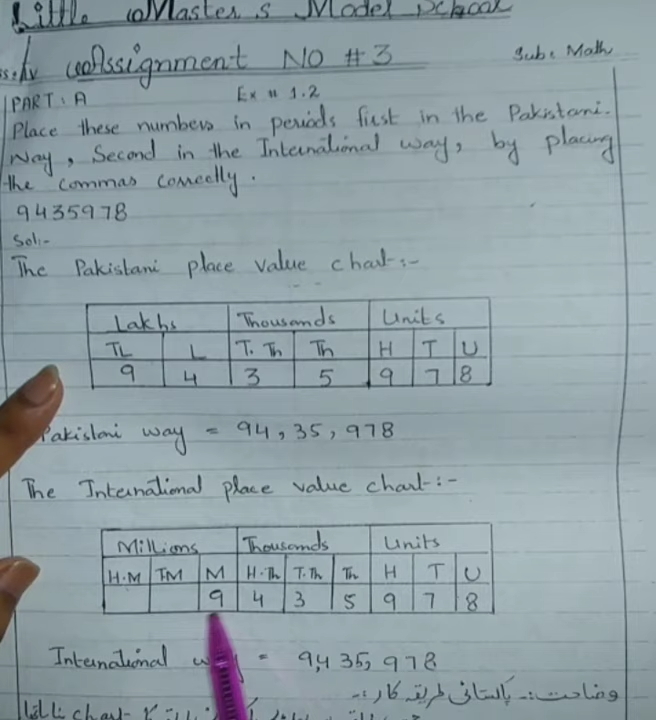 Little Master s Model School
Assignment NO # 3 Sub: Math
PART: A Ex # 1.2
Place these numbers in periods first in the Pakistani
way, Second in the International way, by placing
the commas correctly.
9435978
Sol:-
The Pakistani place value chart:-
Lakhs Thousands Units
TL L T.Th Th H T U
9 4 3 5 9 7 8
Pakistani way = 94,35,978
The International place value chart:-
Millions Thousands Units
H.M TM M H.Th T.Th Th H T U
9 4 3 5 9 7 8
International = 9,435,978
وضاحت:- پاکستانی طریقہ کار:-
chart